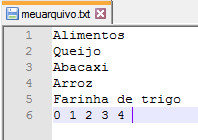 meuarquivo.txt
1 Alimentos
2 Queijo
3 Abacaxi
4 Arroz
5 Farinha de trigo
6 0 1 2 3 4